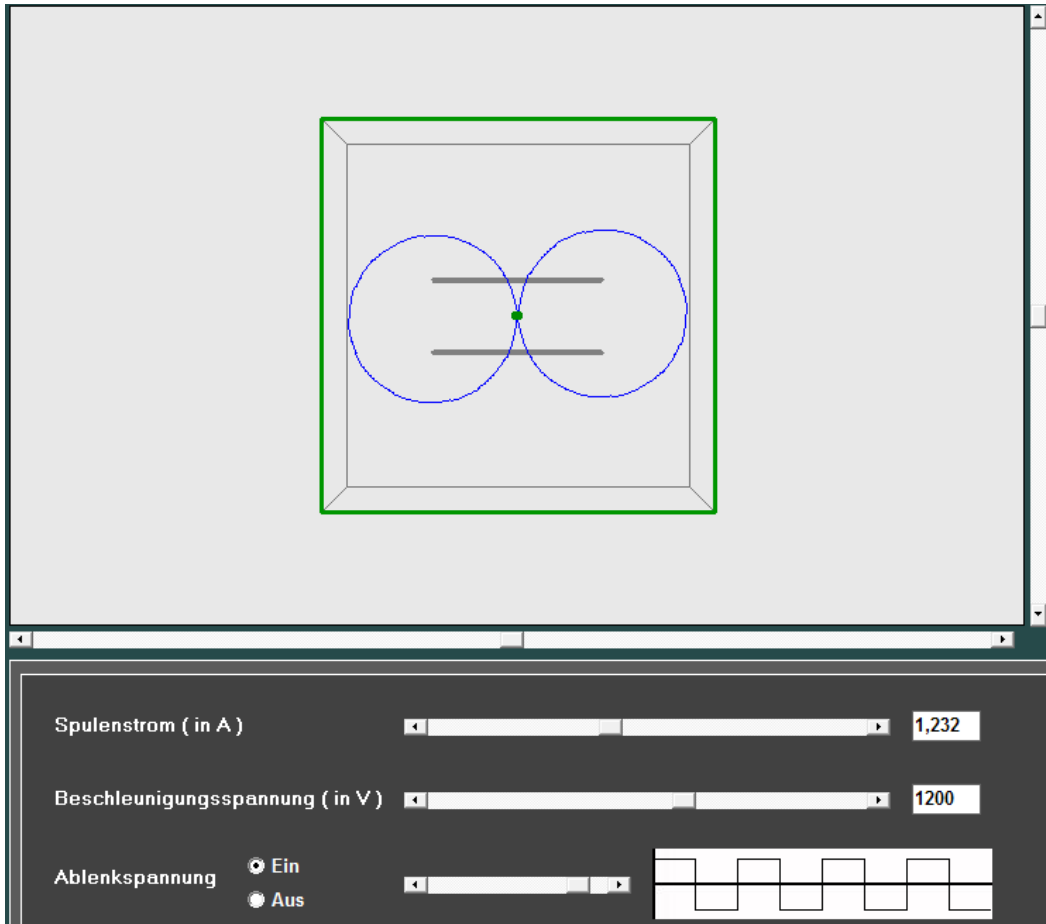 Spulenstrom ( in A )
1,232
Beschleunigungsspannung ( in V )
1200
Ablenkspannung
Ein
Aus